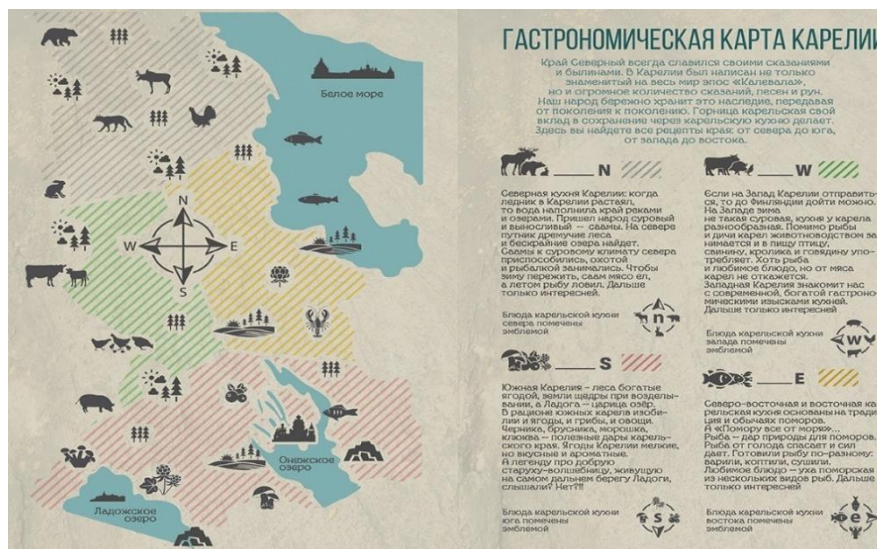 Белое море
N
W
E
S
Онежское
озеро
Ладожское
озеро
ГАСТРОНОМИЧЕСКАЯ КАРТА КАРЕЛИИ
Край Северный всегда славился своими сказаниями
и былинами. В Карелии был написан не только
знаменитый на весь мир эпос «Калевала»,
но и огромное количество сказаний, песен и рун.
Наш народ бережно хранит это наследие, передавая
от поколения к поколению. Горница карельская свой
вклад в сохранение через карельскую кухню делает.
Здесь вы найдете все рецепты края: от севера до юга,
от запада до востока.
N
Северная кухня Карелии: когда
ледник в Карелии растаял,
то вода наполнила край реками
и озерами. Пришел народ суровый
и выносливый – саамы. На севере
путник дремучие леса
и бескрайние озера найдет.
Саамы к суровому климату севера
приспособились, охотой
и рыбалкой занимались. Чтобы
зиму пережить, саам мясо ел,
а летом рыбу ловил. Дальше
только интересней.
Блюда карельской кухни
севера помечены
эмблемой
n
W
Если на Запад Карелии отправить-
ся, то до Финляндии дойти можно.
На Западе зима
не такая суровая, кухня у карела
разнообразная. Помимо рыбы
и дичи карел животноводством за
нимается и в пищу птицу,
свинину, кролика и говядину упо-
требляет. Хоть рыба
и любимое блюдо, но от мяса
карел не откажется.
Западная Карелия знакомит нас
с современной, богатой гастроно-
мическими изысками кухней.
Дальше только интересней
Блюда карельской кухни
запада помечены
эмблемой
w
S
Южная Карелия – леса богатые
ягодой, земли щедры при возделы-
вании, а Ладога – царица озёр.
В рационе южных карела изоби-
лии и ягоды, и грибы, и овощи.
Черника, брусника, морошка,
клюква – полезные дары карель-
ского края. Ягоды Карелии мелкие,
но вкусные и ароматные.
А легенду про добрую
старуху-волшебницу, живущую
на самом дальнем берегу Ладоги,
слышали? Нет?!!
Блюда карельской кухни
юга помечены
эмблемой
s
E
Северо-восточная и восточная ка-
рельская кухня основаны на тради
ция и обычаях поморов.
А «Помору все от моря»...
Рыба – дар природы для поморов.
Рыба от голода спасает и сил
дает. Готовили рыбу по-разному:
варили, коптили, сушили.
Любимое блюдо – уха поморская
из нескольких видов рыб. Дальше
только интересней
Блюда карельской кухни
востока помечены
эмблемой
e